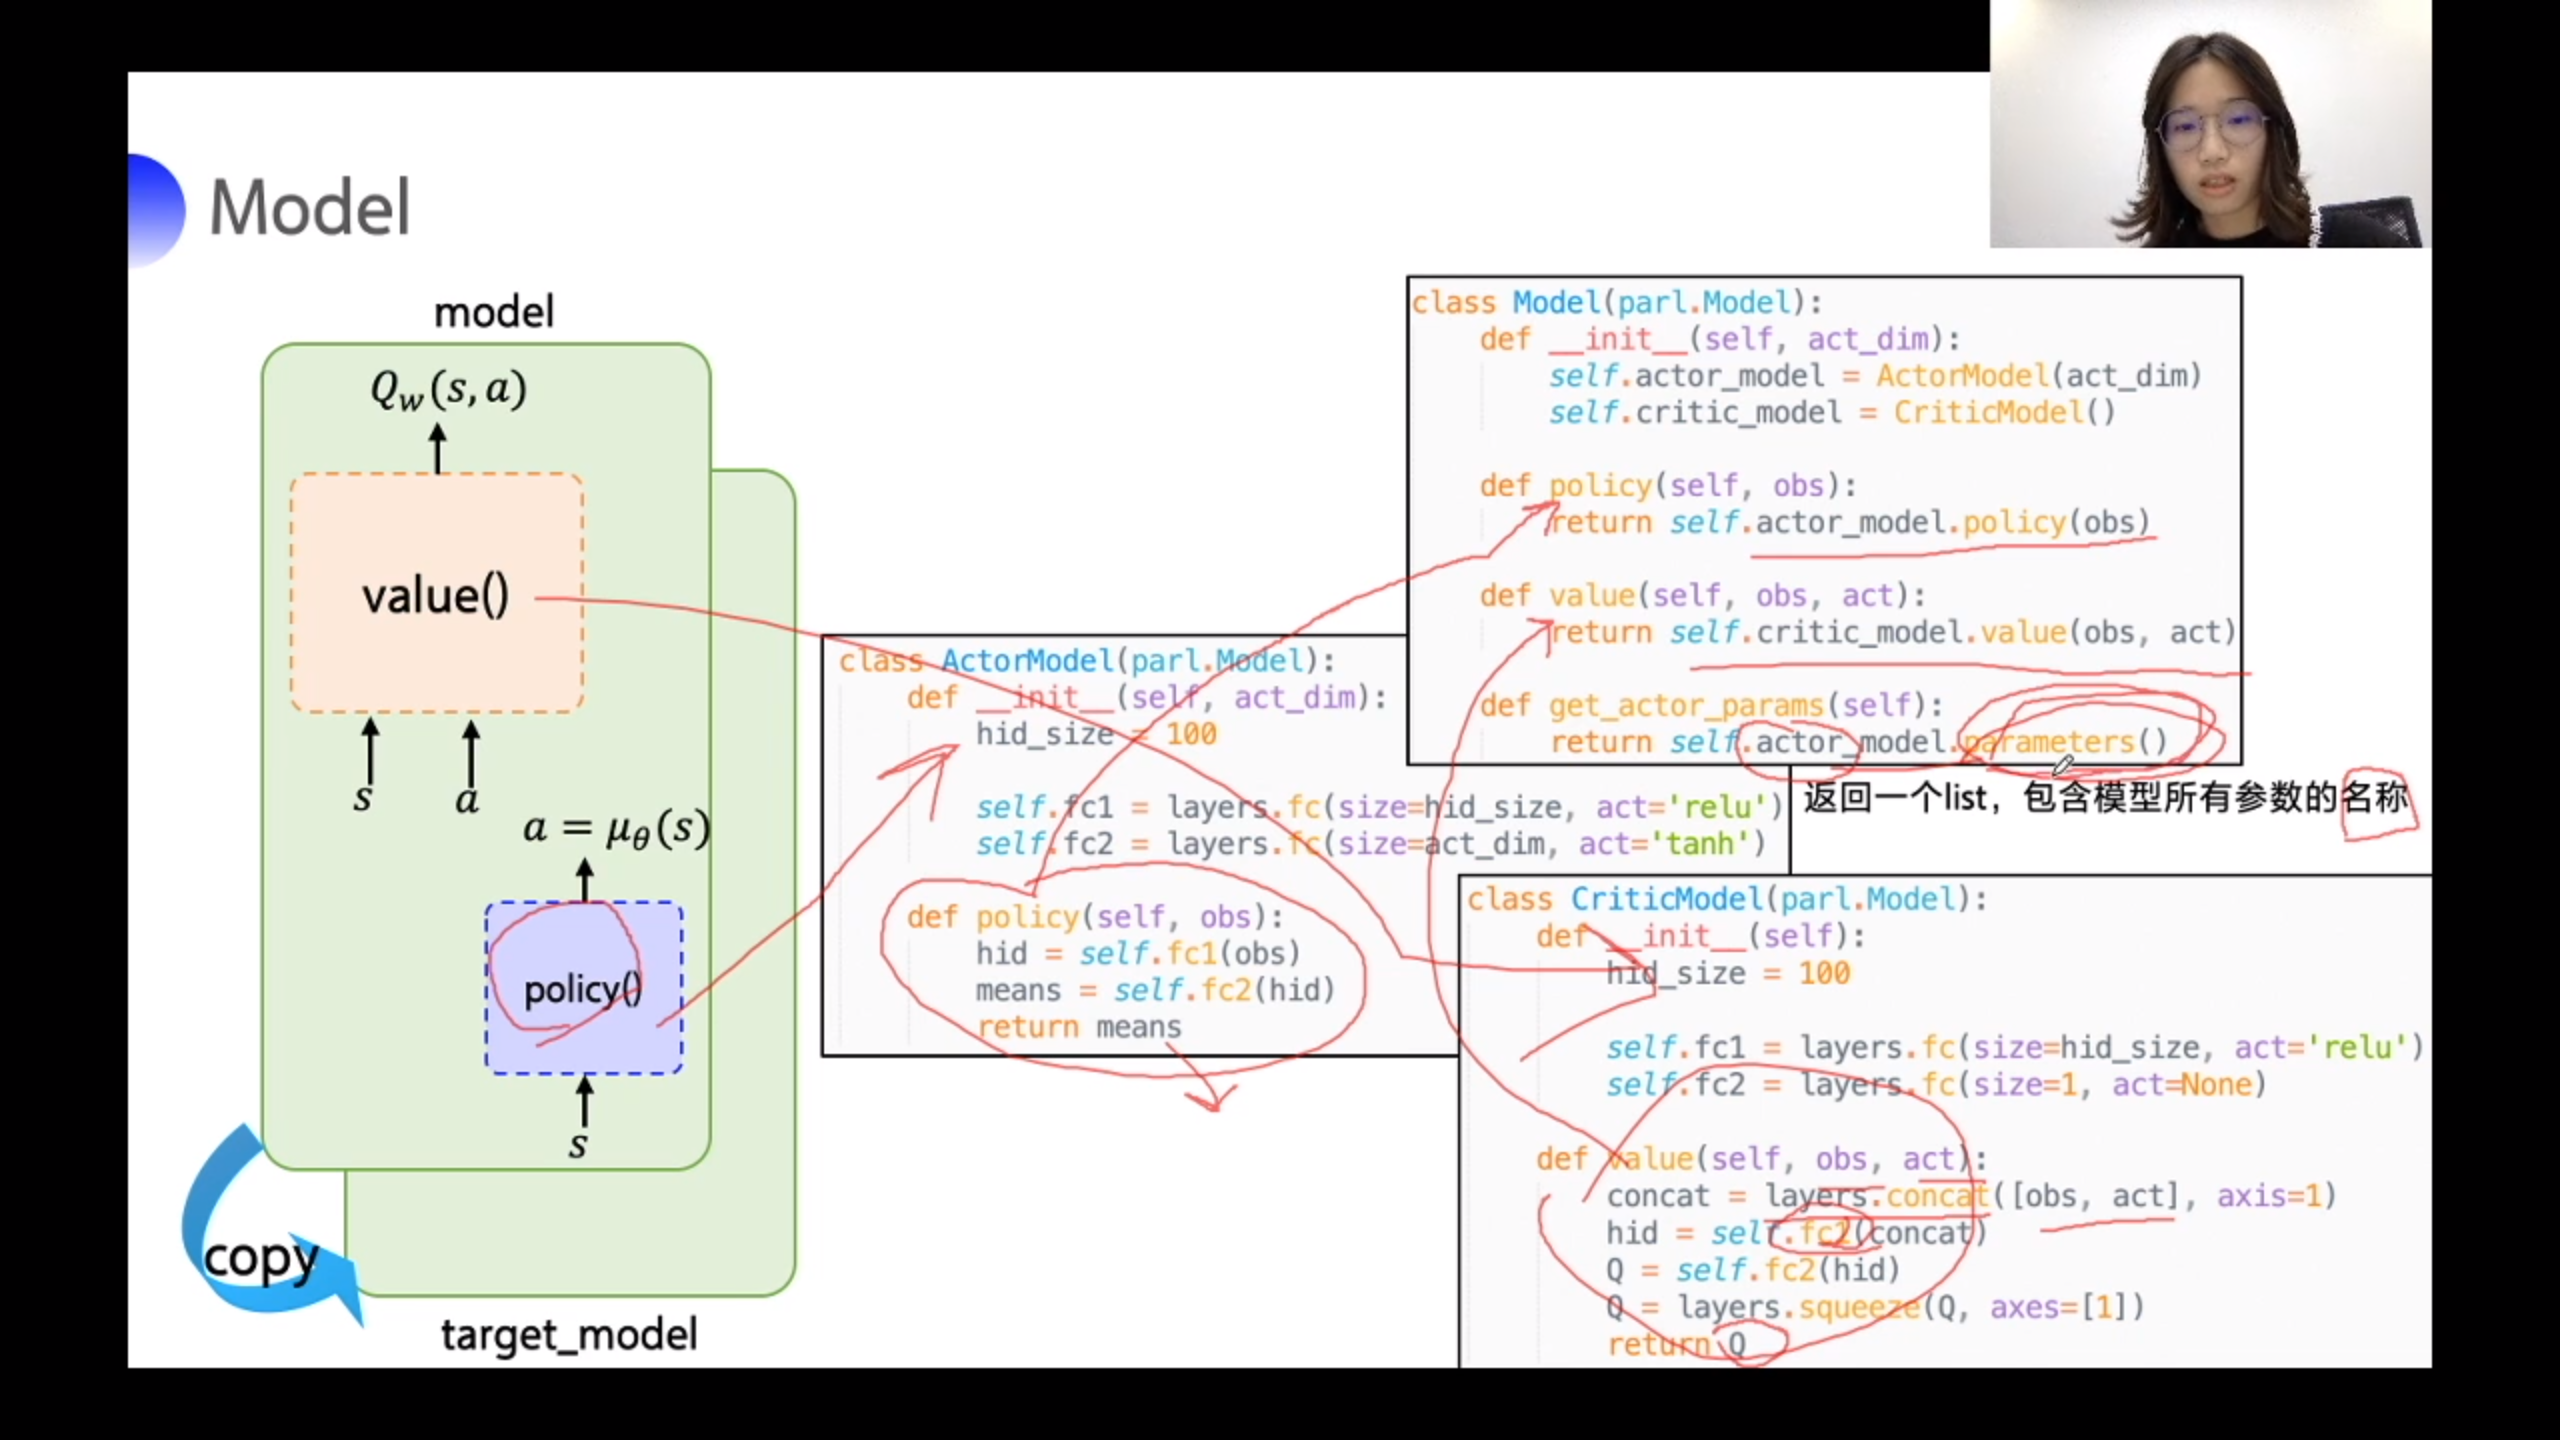 Model
model
Q_w(s, a)
value()
s
a
a = μ_θ(s)
policy()
s
copy
target_model
class ActorModel(parl.Model):
    def __init__(self, act_dim):
        hid_size = 100
        self.fc1 = layers.fc(size=hid_size, act='relu')
        self.fc2 = layers.fc(size=act_dim, act='tanh')
    def policy(self, obs):
        hid = self.fc1(obs)
        means = self.fc2(hid)
        return means
class Model(parl.Model):
    def __init__(self, act_dim):
        self.actor_model = ActorModel(act_dim)
        self.critic_model = CriticModel()
    def policy(self, obs):
        return self.actor_model.policy(obs)
    def value(self, obs, act):
        return self.critic_model.value(obs, act)
    def get_actor_params(self):
        return self.actor_model.parameters()
返回一个list，包含模型所有参数的名称
class CriticModel(parl.Model):
    def __init__(self):
        hid_size = 100
        self.fc1 = layers.fc(size=hid_size, act='relu')
        self.fc2 = layers.fc(size=1, act=None)
    def value(self, obs, act):
        concat = layers.concat([obs, act], axis=1)
        hid = self.fc1(concat)
        Q = self.fc2(hid)
        Q = layers.squeeze(Q, axes=[1])
        return Q